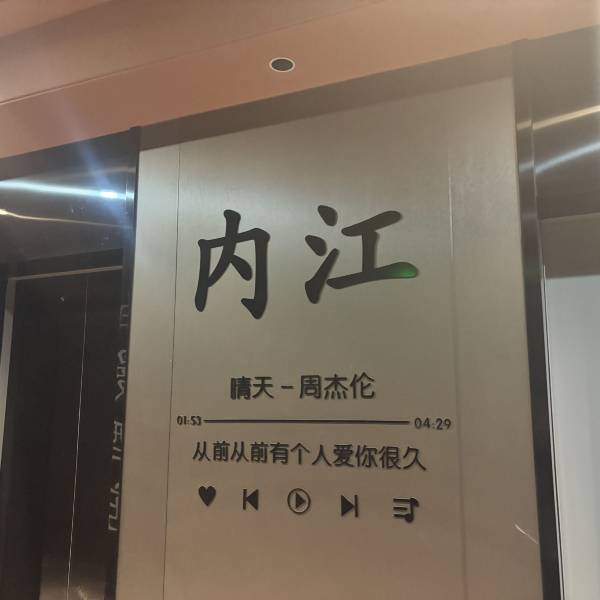 内江
晴天-周杰伦
01:53 04:29
从前从前有个人爱你很久